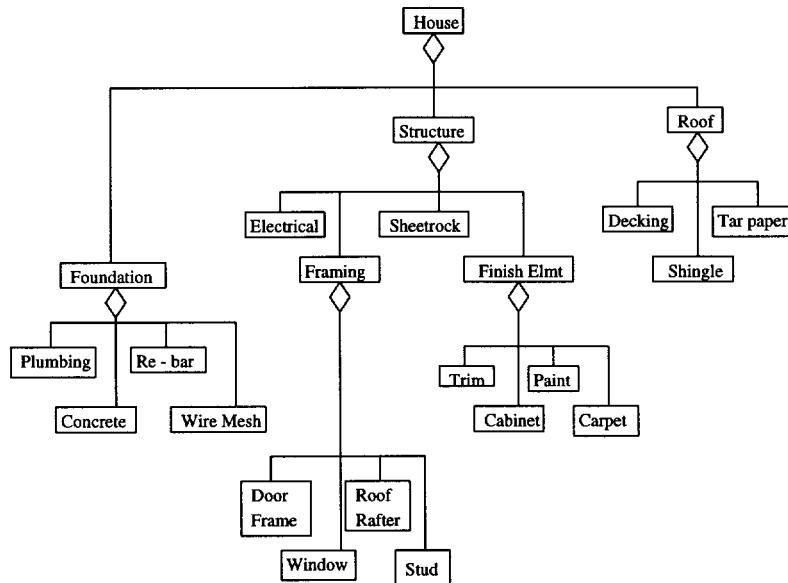 House
Structure
Roof
Electrical
Sheetrock
Decking
Tar paper
Foundation
Framing
Finish Elmt
Shingle
Plumbing
Re - bar
Trim
Paint
Concrete
Wire Mesh
Cabinet
Carpet
Door
Frame
Roof
Rafter
Window
Stud